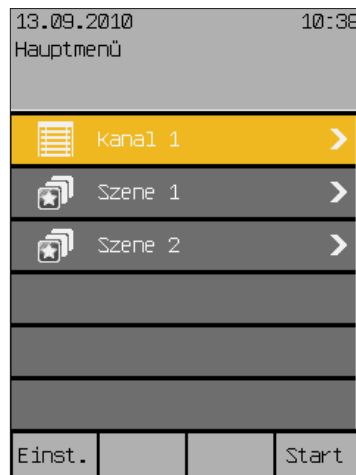 13.09.2010 10:38
Hauptmenü
Kanal 1
Szene 1
Szene 2
Einst. Start